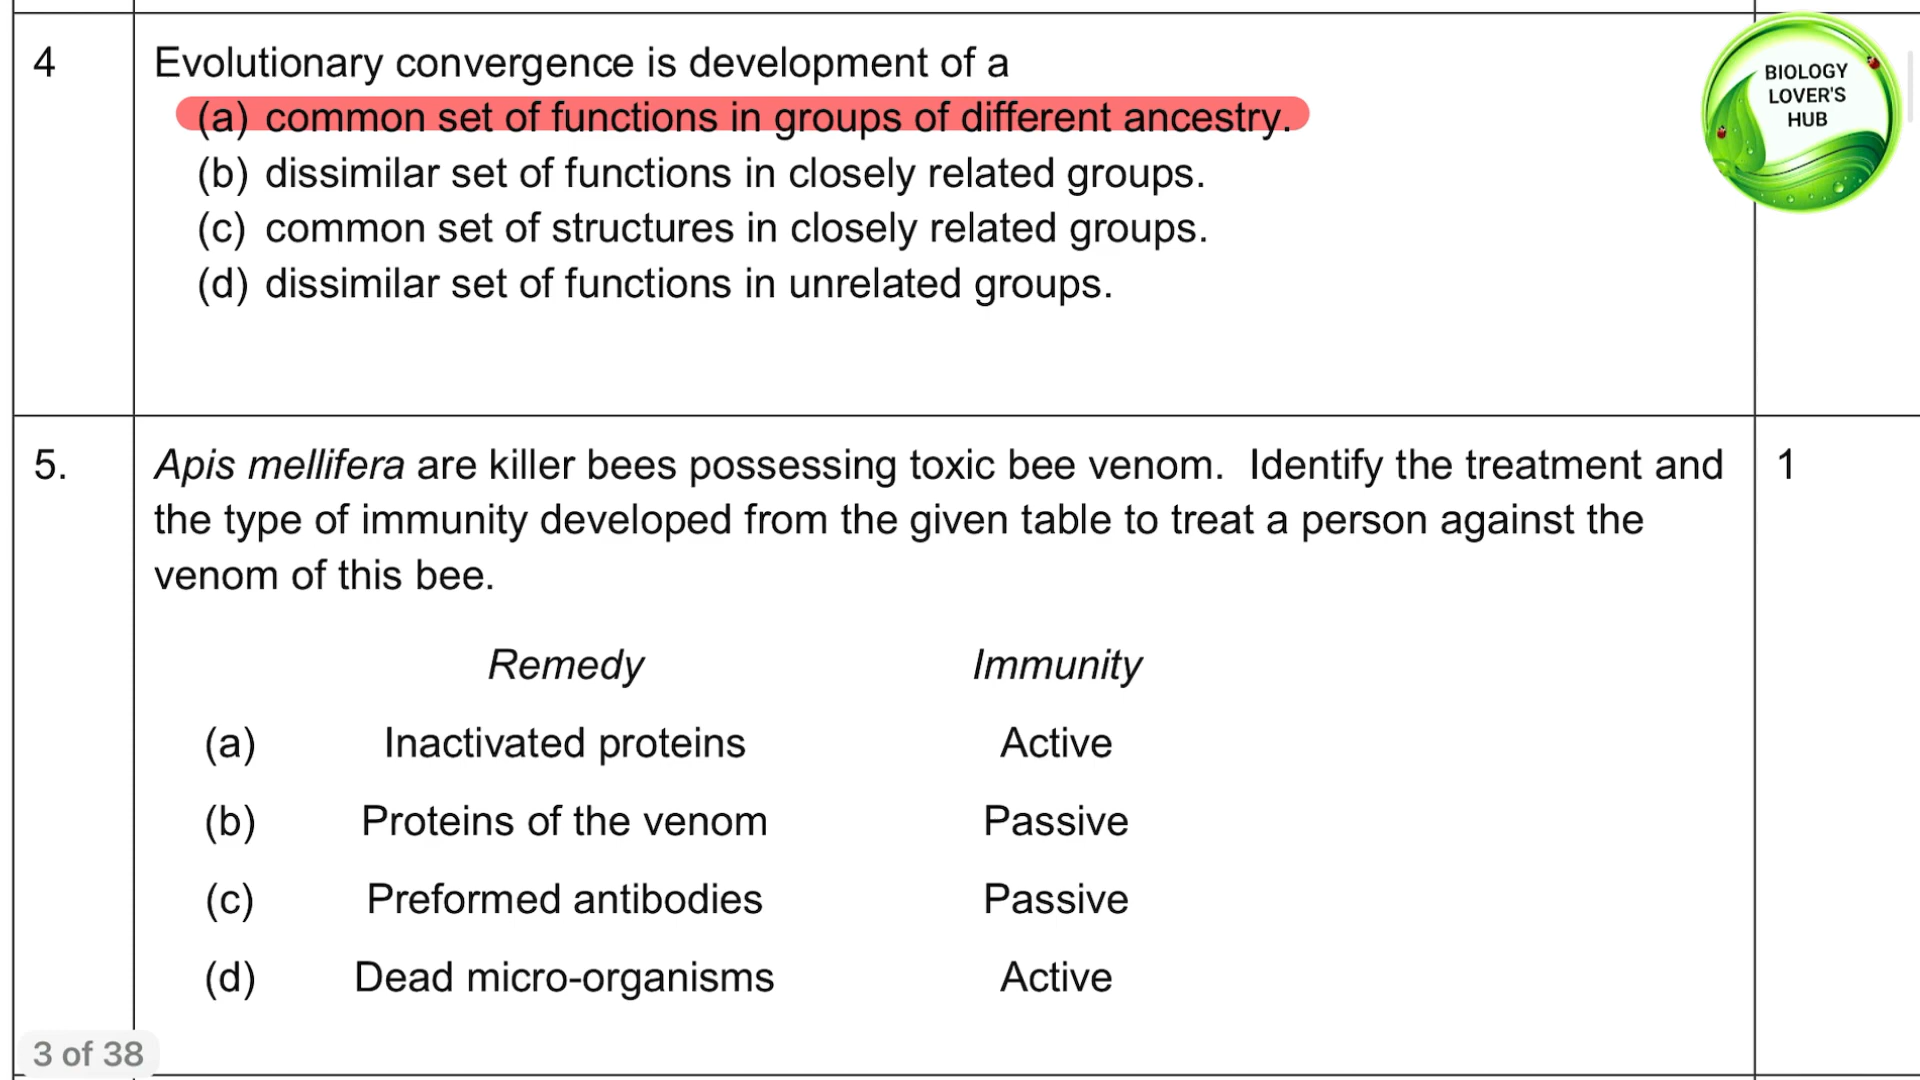 4
Evolutionary convergence is development of a
(a) common set of functions in groups of different ancestry.
(b) dissimilar set of functions in closely related groups.
(c) common set of structures in closely related groups.
(d) dissimilar set of functions in unrelated groups.
BIOLOGY
LOVER'S
HUB
5.
Apis mellifera are killer bees possessing toxic bee venom. Identify the treatment and
the type of immunity developed from the given table to treat a person against the
venom of this bee.
1
Remedy Immunity
(a) Inactivated proteins Active
(b) Proteins of the venom Passive
(c) Preformed antibodies Passive
(d) Dead micro-organisms Active
3 of 38